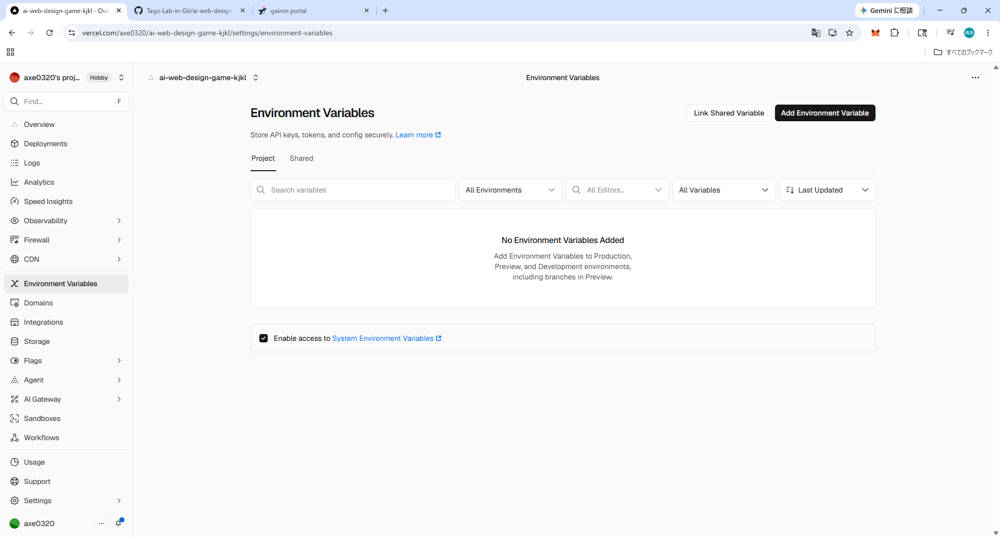 ai-web-design-game-kjkl - Ove
Tago-Lab-in-Git/ai-web-design-
gairon portal
Gemini に相談
vercel.com/axe0320/ai-web-design-game-kjkl/settings/environment-variables
すべてのブックマーク
axe0320's proj...
Hobby
ai-web-design-game-kjkl
Environment Variables
Find...
F
Overview
Deployments
Logs
Analytics
Speed Insights
Observability
Firewall
CDN
Environment Variables
Domains
Integrations
Storage
Flags
Agent
AI Gateway
Sandboxes
Workflows
Usage
Support
Settings
axe0320
Environment Variables
Link Shared Variable
Add Environment Variable
Store API keys, tokens, and config securely. Learn more
Project
Shared
Search variables
All Environments
All Editors...
All Variables
Last Updated
No Environment Variables Added
Add Environment Variables to Production,
Preview, and Development environments,
including branches in Preview.
Enable access to System Environment Variables